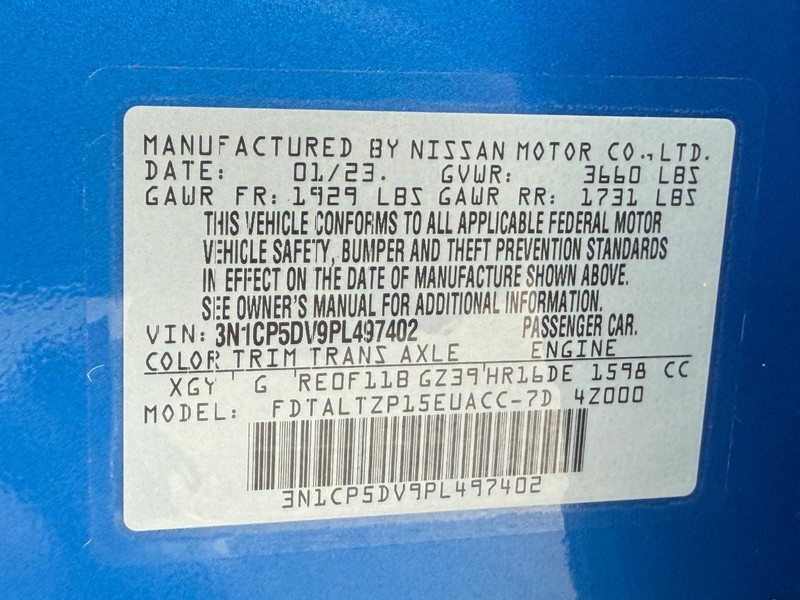 MANUFACTURED BY NISSAN MOTOR CO., LTD.
DATE: 01/23. GVWR: 3660 LBS
GAWR FR: 1929 LBS GAWR RR: 1731 LBS
THIS VEHICLE CONFORMS TO ALL APPLICABLE FEDERAL MOTOR
VEHICLE SAFETY, BUMPER AND THEFT PREVENTION STANDARDS
IN EFFECT ON THE DATE OF MANUFACTURE SHOWN ABOVE.
SEE OWNER'S MANUAL FOR ADDITIONAL INFORMATION.
VIN: 3N1CP5DV9PL497402 PASSENGER CAR.
COLOR TRIM TRANS AXLE ENGINE
XGY G RE0F11B GZ39 HR16DE 1598 CC
MODEL: FDTALTZP15EUACC-7D 4Z000
3N1CP5DV9PL497402